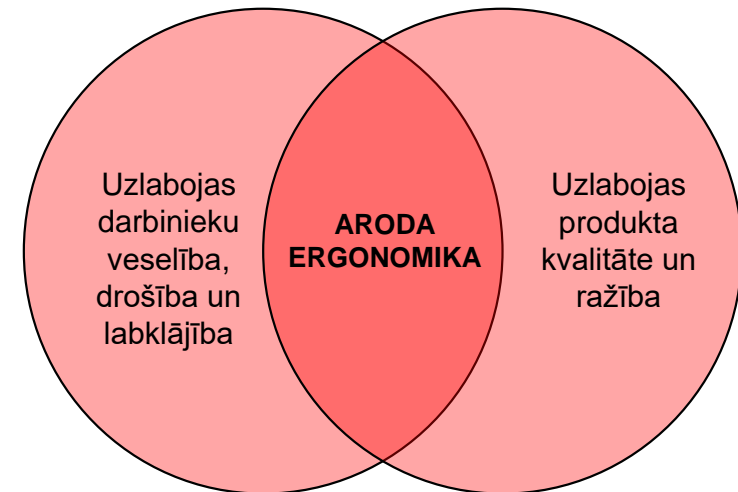 Uzlabojas
darbinieku
veselība,
drošība un
labklājība
ARODA
ERGONOMIKA
Uzlabojas
produkta
kvalitāte un
ražība